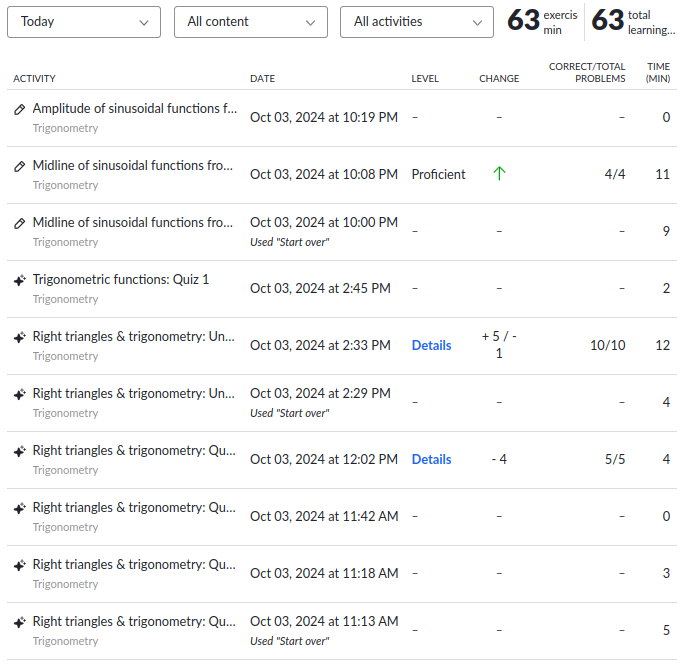 Today
All content
All activities
63 exercis
min
63 total
learning...
ACTIVITY DATE LEVEL CHANGE CORRECT/TOTAL PROBLEMS TIME (MIN)
Amplitude of sinusoidal functions f...
Trigonometry
Oct 03, 2024 at 10:19 PM – – – 0
Midline of sinusoidal functions fro...
Trigonometry
Oct 03, 2024 at 10:08 PM Proficient ↑ 4/4 11
Midline of sinusoidal functions fro...
Trigonometry
Oct 03, 2024 at 10:00 PM
Used "Start over"
– – – 9
Trigonometric functions: Quiz 1
Trigonometry
Oct 03, 2024 at 2:45 PM – – – 2
Right triangles & trigonometry: Un...
Trigonometry
Oct 03, 2024 at 2:33 PM Details + 5 / - 1 10/10 12
Right triangles & trigonometry: Un...
Trigonometry
Oct 03, 2024 at 2:29 PM
Used "Start over"
– – – 4
Right triangles & trigonometry: Qu...
Trigonometry
Oct 03, 2024 at 12:02 PM Details - 4 5/5 4
Right triangles & trigonometry: Qu...
Trigonometry
Oct 03, 2024 at 11:42 AM – – – 0
Right triangles & trigonometry: Qu...
Trigonometry
Oct 03, 2024 at 11:18 AM – – – 3
Right triangles & trigonometry: Qu...
Trigonometry
Oct 03, 2024 at 11:13 AM
Used "Start over"
– – – 5